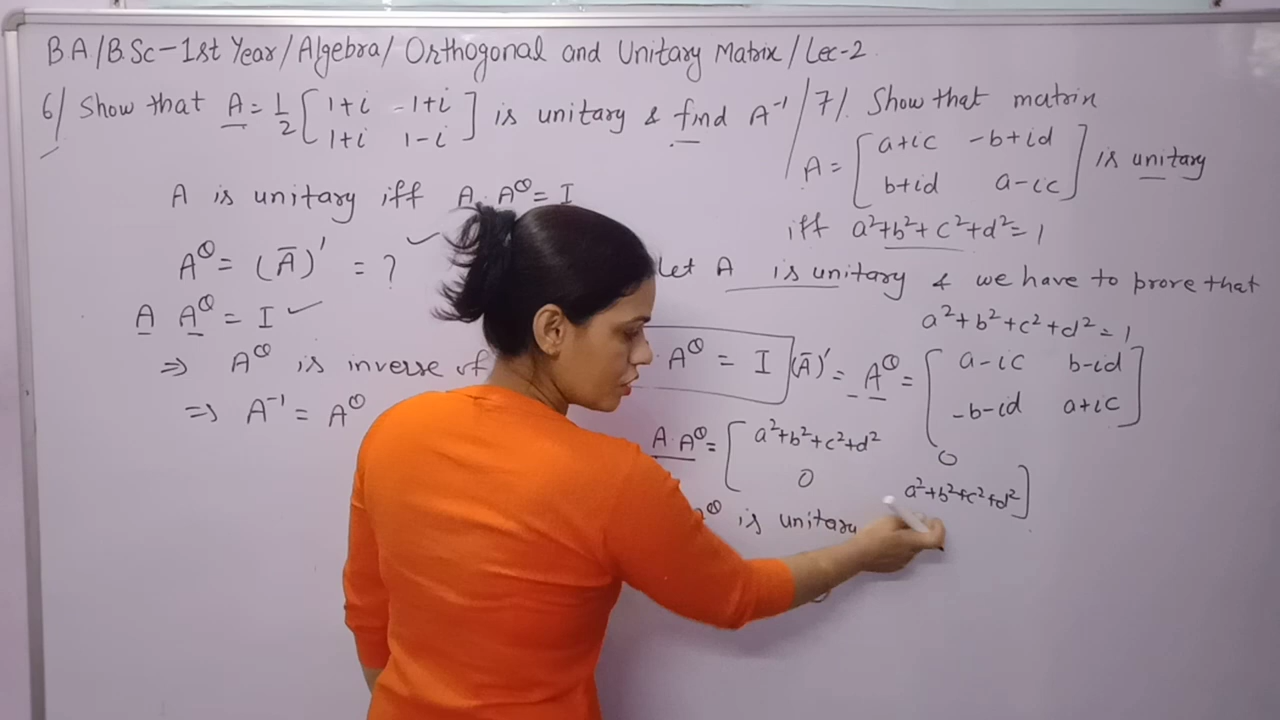 BA/B.Sc-1st Year/Algebra/Orthogonal and Unitary Matrix/Lec-2
6/ Show that A = 1/2 [ 1+i -1+i
1+i 1-i ] is unitary & find A⁻¹
A is unitary iff A. A^Θ = I
A^Θ = (Ā)' = ?
A A^Θ = I
⇒ A^Θ is inverse of
⇒ A⁻¹ = A^Θ
7/. Show that matrix
A = [ a+ic -b+id
b+id a-ic ] is unitary
iff a²+b²+c²+d²=1
Let A is unitary & we have to prove that
a²+b²+c²+d²=1
A^Θ = I (Ā)' = A^Θ = [ a-ic b-id
-b-id a+ic ]
A. A^Θ = [ a²+b²+c²+d² 0
0 a²+b²+c²+d² ]
is unitary